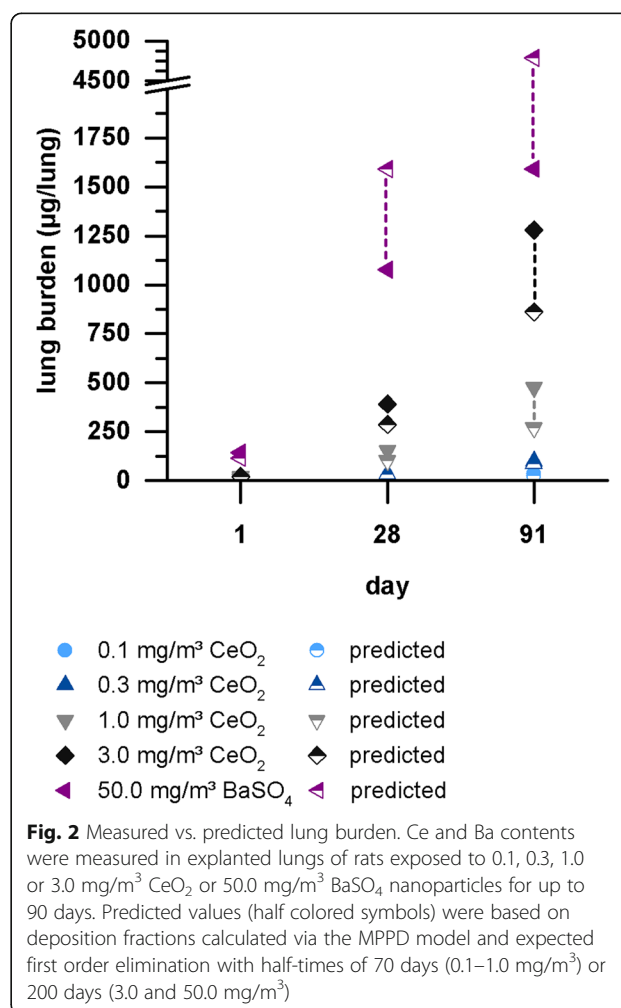 5000
4500
1750
1500
1250
1000
750
500
250
0
lung burden (µg/lung)
1 28 91
day
0.1 mg/m³ CeO₂ predicted
0.3 mg/m³ CeO₂ predicted
1.0 mg/m³ CeO₂ predicted
3.0 mg/m³ CeO₂ predicted
50.0 mg/m³ BaSO₄ predicted
Fig. 2 Measured vs. predicted lung burden. Ce and Ba contents
were measured in explanted lungs of rats exposed to 0.1, 0.3, 1.0
or 3.0 mg/m³ CeO₂ or 50.0 mg/m³ BaSO₄ nanoparticles for up to
90 days. Predicted values (half colored symbols) were based on
deposition fractions calculated via the MPPD model and expected
first order elimination with half-times of 70 days (0.1–1.0 mg/m³) or
200 days (3.0 and 50.0 mg/m³)